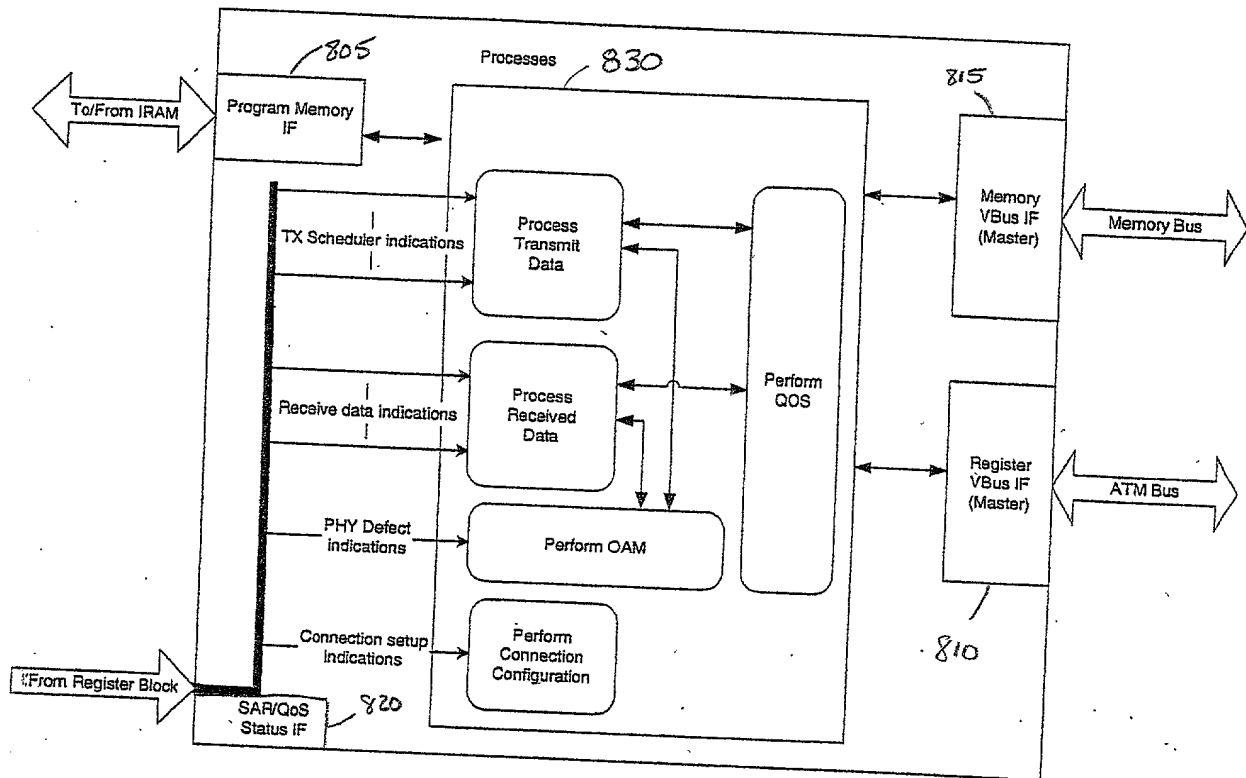 805
Processes
830
815
To/From IRAM
Program Memory
IF
Memory
VBus IF
(Master)
Memory Bus
TX Scheduler indications
Process
Transmit
Data
Receive data indications
Process
Received
Data
Perform
QOS
Register
VBus IF
(Master)
ATM Bus
PHY Defect
indications
Perform OAM
Connection setup
Indications
Perform
Connection
Configuration
810
From Register Block
SAR/QoS
Status IF
820